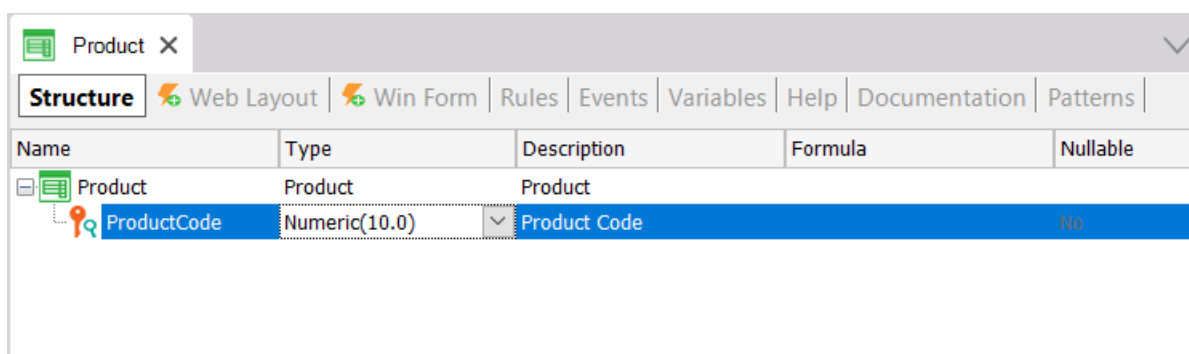 Product
Structure Web Layout Win Form Rules Events Variables Help Documentation Patterns
Name Type Description Formula Nullable
Product Product Product
ProductCode Numeric(10.0) Product Code No